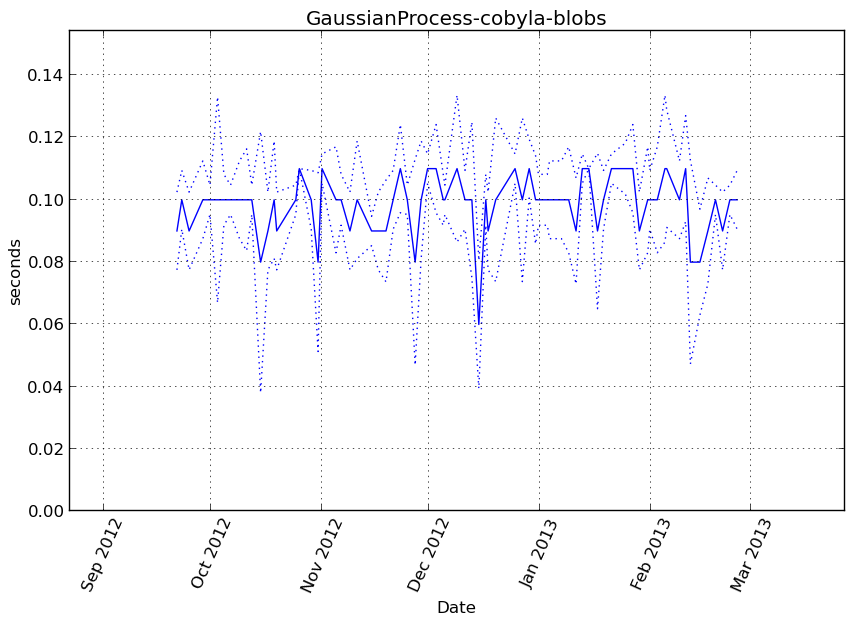 GaussianProcess-cobyla-blobs
0.14
0.12
0.10
0.08
0.06
0.04
0.02
0.00
seconds
Sep 2012
Oct 2012
Nov 2012
Dec 2012
Jan 2013
Feb 2013
Mar 2013
Date